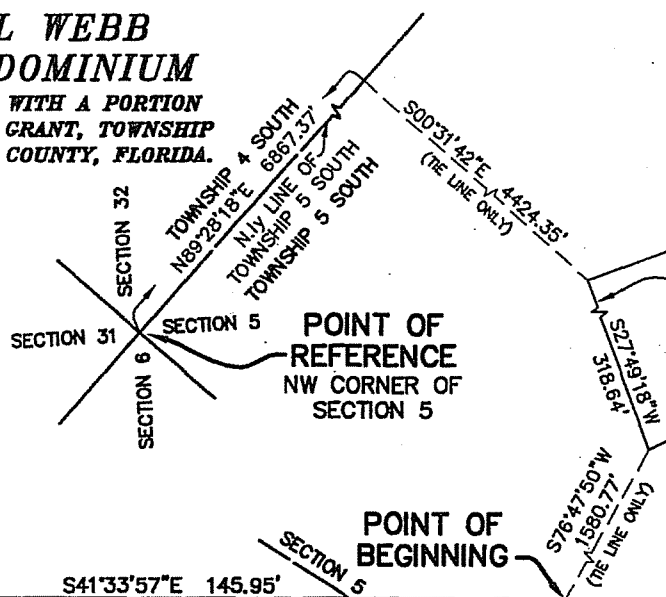 L WEBB
DOMINIUM
WITH A PORTION
GRANT, TOWNSHIP
COUNTY, FLORIDA.
TOWNSHIP 4 SOUTH
N89°28'18"E 6867.37'
N.ly LINE OF
TOWNSHIP 5 SOUTH
TOWNSHIP 5 SOUTH
S00°31'42"E 4424.35'
(TIE LINE ONLY)
SECTION 32
SECTION 31
SECTION 5
SECTION 6
POINT OF
REFERENCE
NW CORNER OF
SECTION 5
S27°49'18"W
318.64'
S76°47'50"W
1580.77'
(TIE LINE ONLY)
POINT OF
BEGINNING
SECTION 5
S41°33'57"E 145.95'